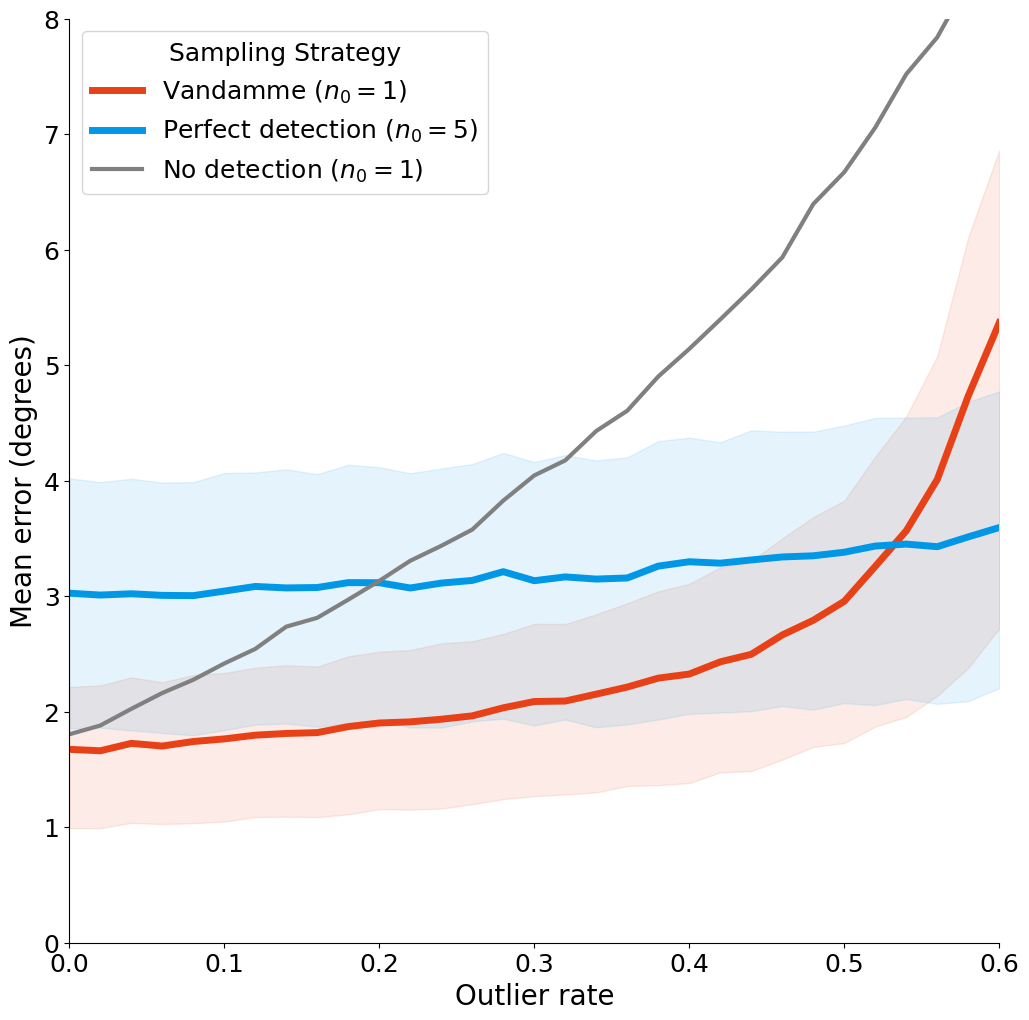 Sampling Strategy
Vandamme (n₀ = 1)
Perfect detection (n₀ = 5)
No detection (n₀ = 1)
Mean error (degrees)
8
7
6
5
4
3
2
1
0
0.0 0.1 0.2 0.3 0.4 0.5 0.6
Outlier rate